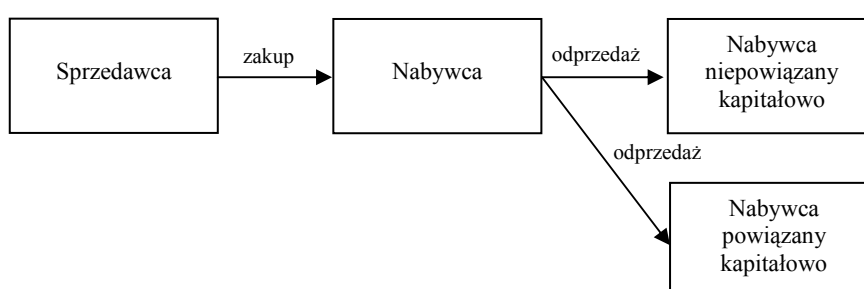 Sprzedawca
zakup
Nabywca
odprzedaż
Nabywca
niepowiązany
kapitałowo
odprzedaż
Nabywca
powiązany
kapitałowo